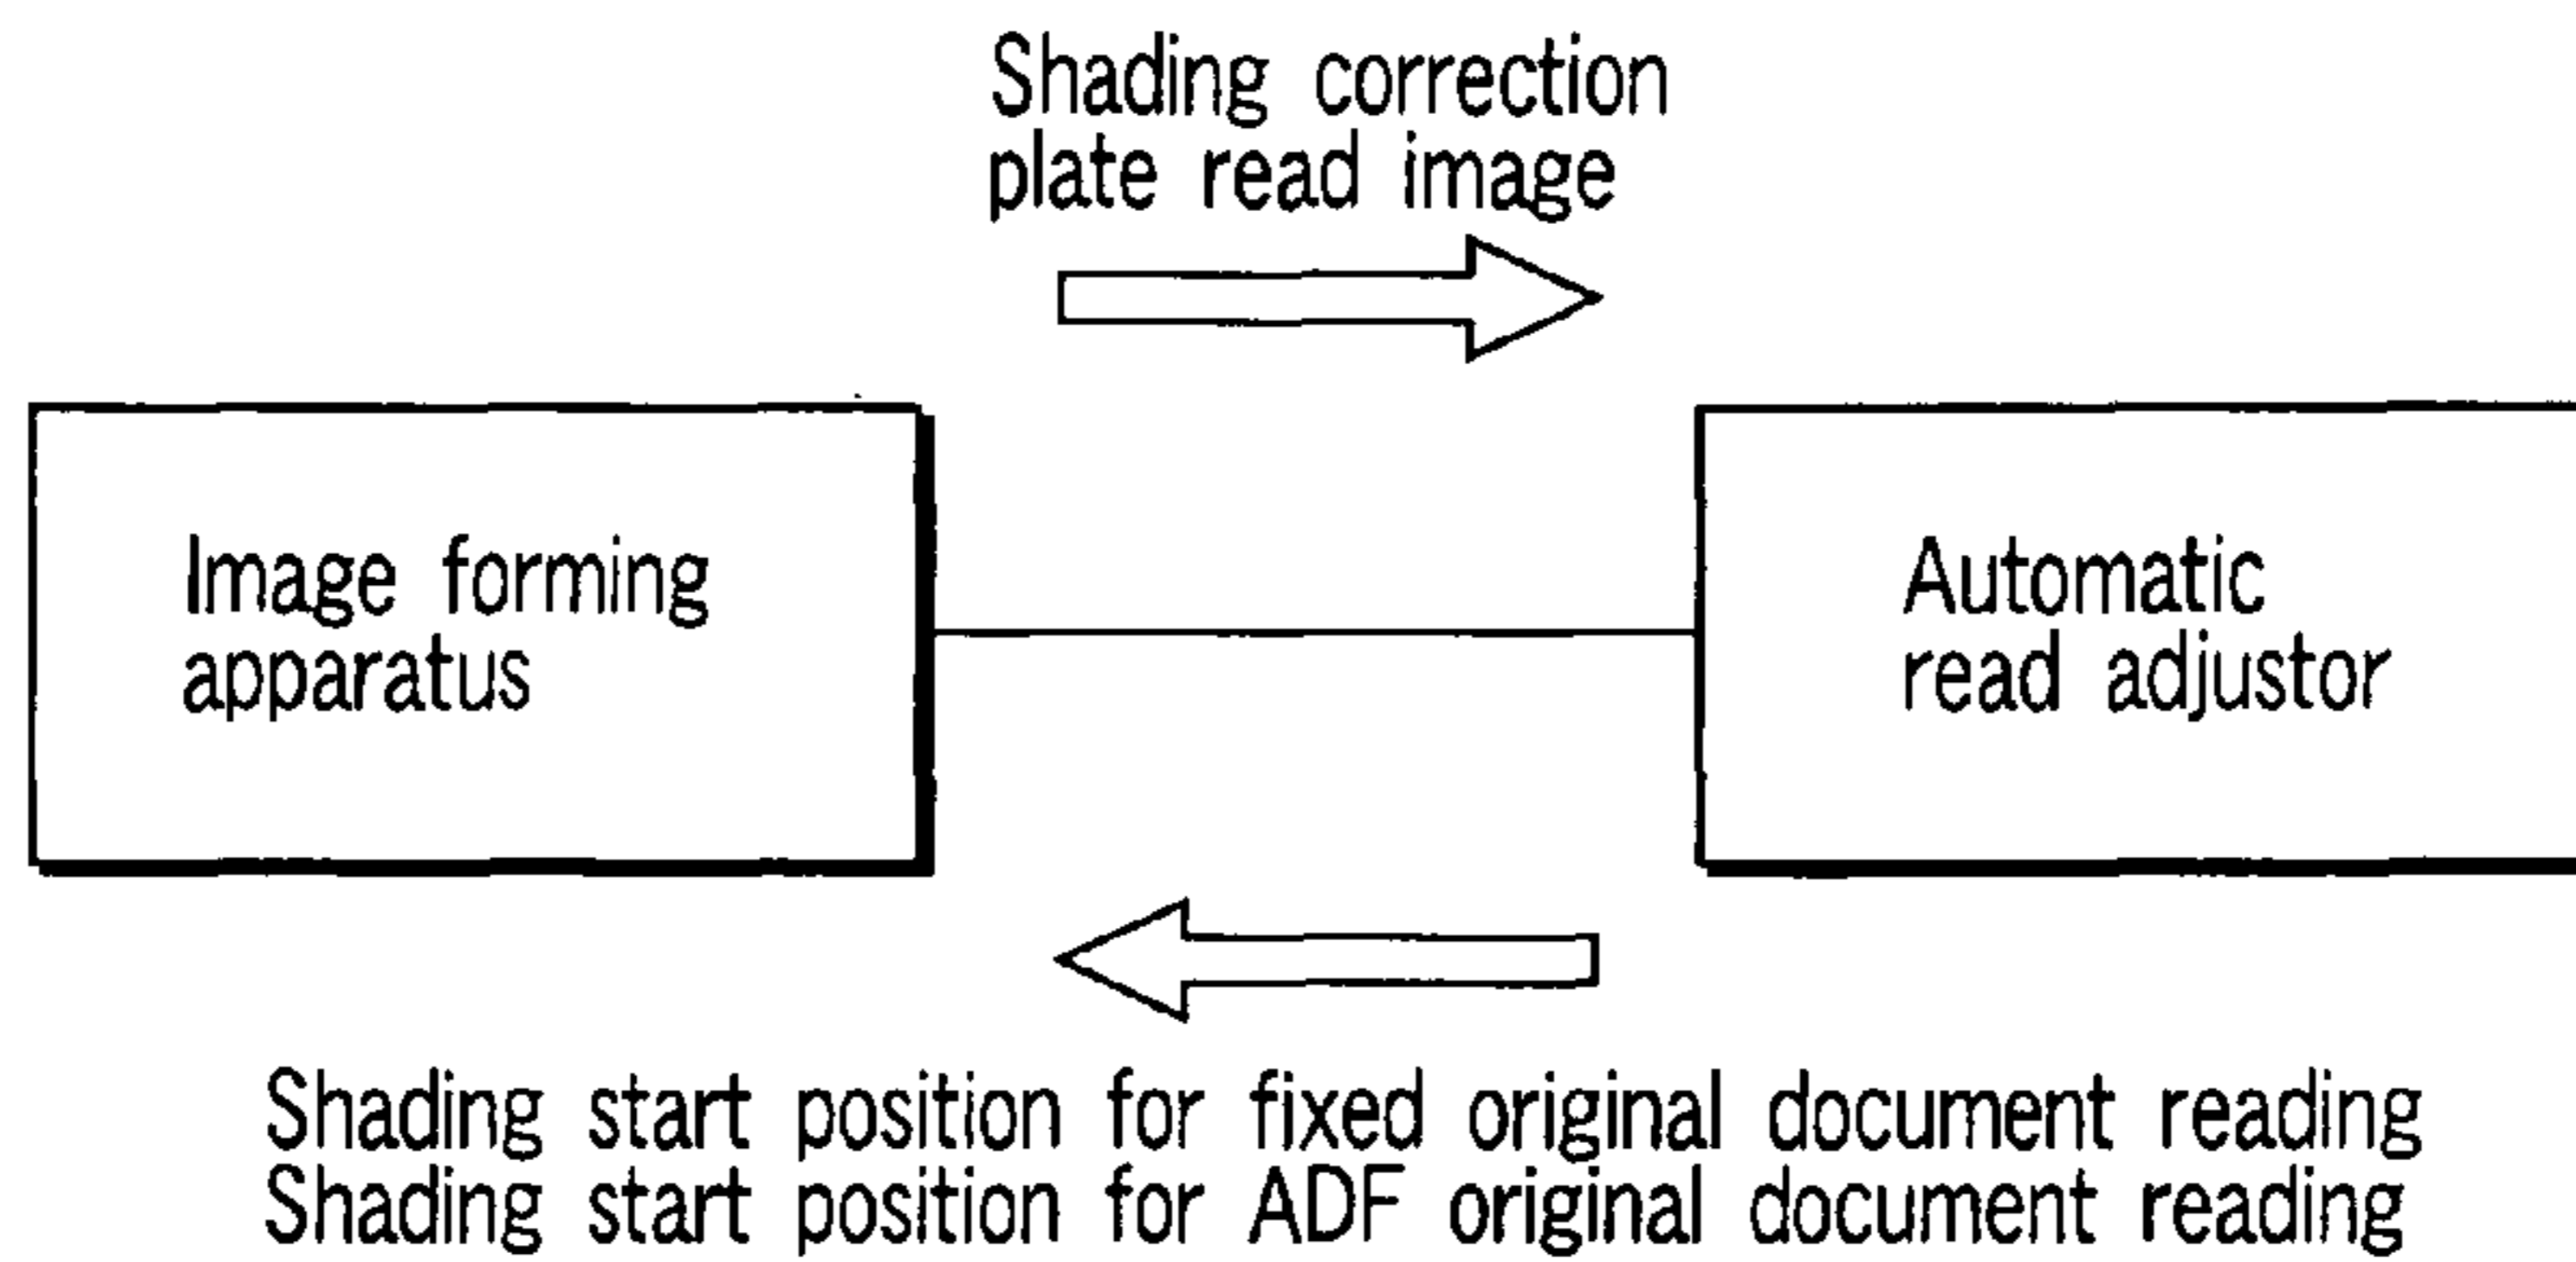 Shading correction
plate read image
Image forming
apparatus
Automatic
read adjustor
Shading start position for fixed original document reading
Shading start position for ADF original document reading